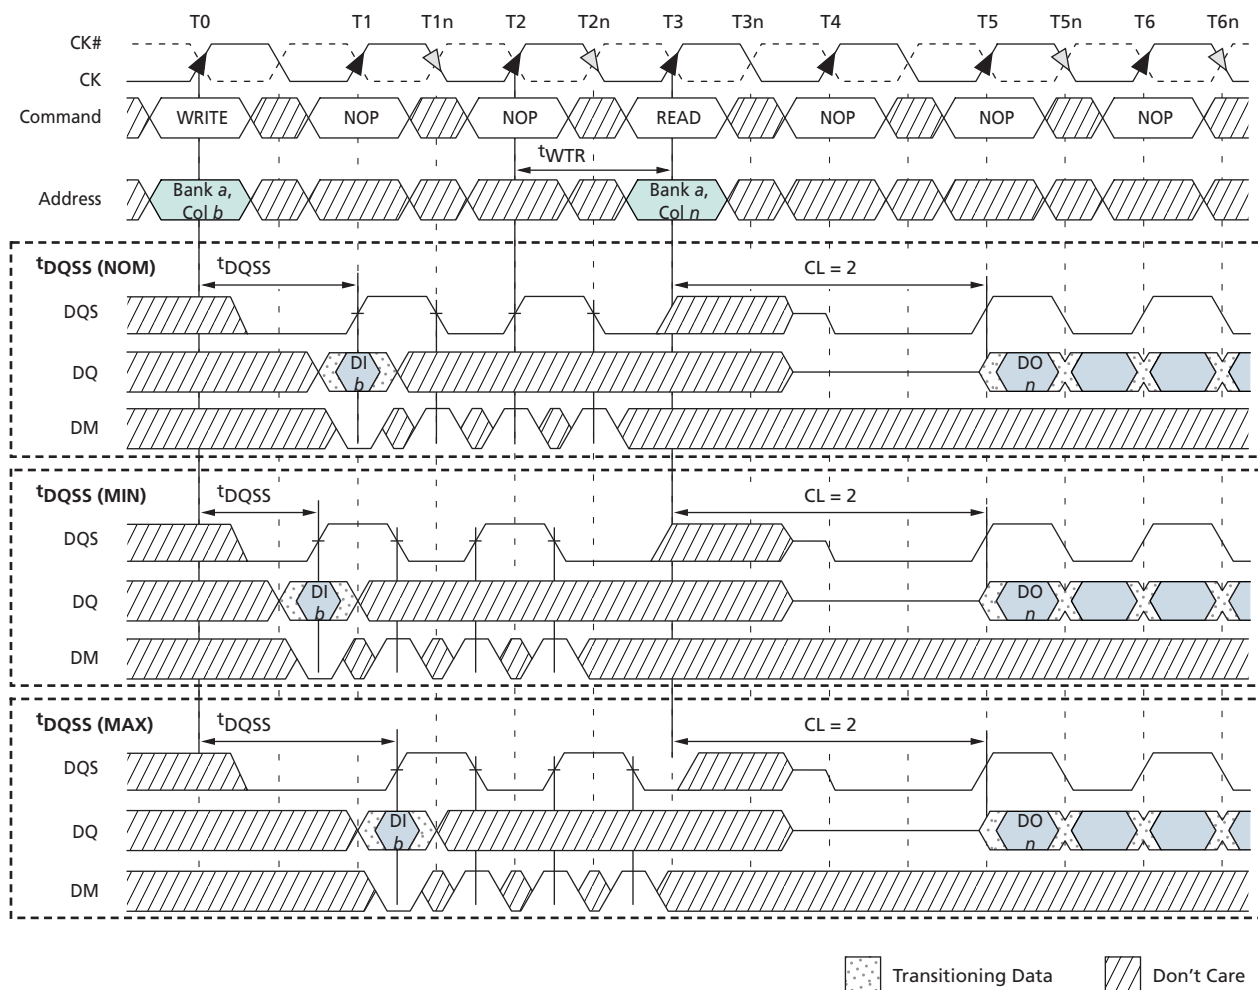 T0 T1 T1n T2 T2n T3 T3n T4 T5 T5n T6 T6n
CK#
CK
Command WRITE NOP NOP READ NOP NOP NOP
tWTR
Address Bank a, Col b Bank a, Col n
tDQSS (NOM) tDQSS CL = 2
DQS
DQ DI b DO n
DM
tDQSS (MIN) tDQSS CL = 2
DQS
DQ DI b DO n
DM
tDQSS (MAX) tDQSS CL = 2
DQS
DQ DI b DO n
DM
Transitioning Data Don't Care